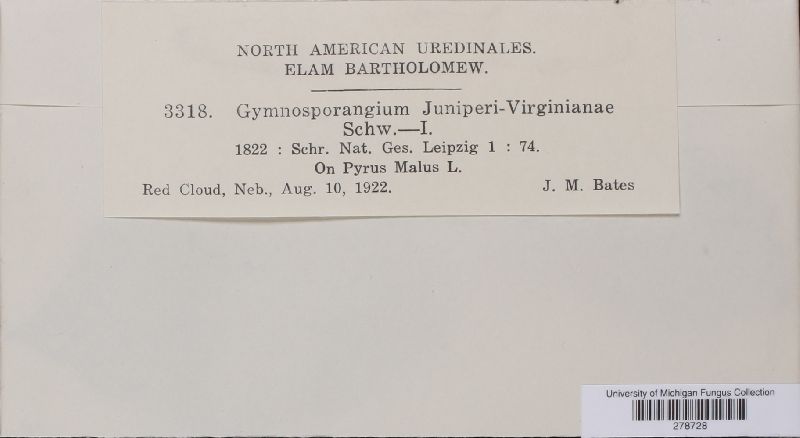 NORTH AMERICAN UREDINALES.
ELAM BARTHOLOMEW.
3318. Gymnosporangium Juniperi-Virginianae
Schw.—I.
1822 : Schr. Nat. Ges. Leipzig 1 : 74.
On Pyrus Malus L.
Red Cloud, Neb., Aug. 10, 1922. J. M. Bates
University of Michigan Fungus Collection
278728